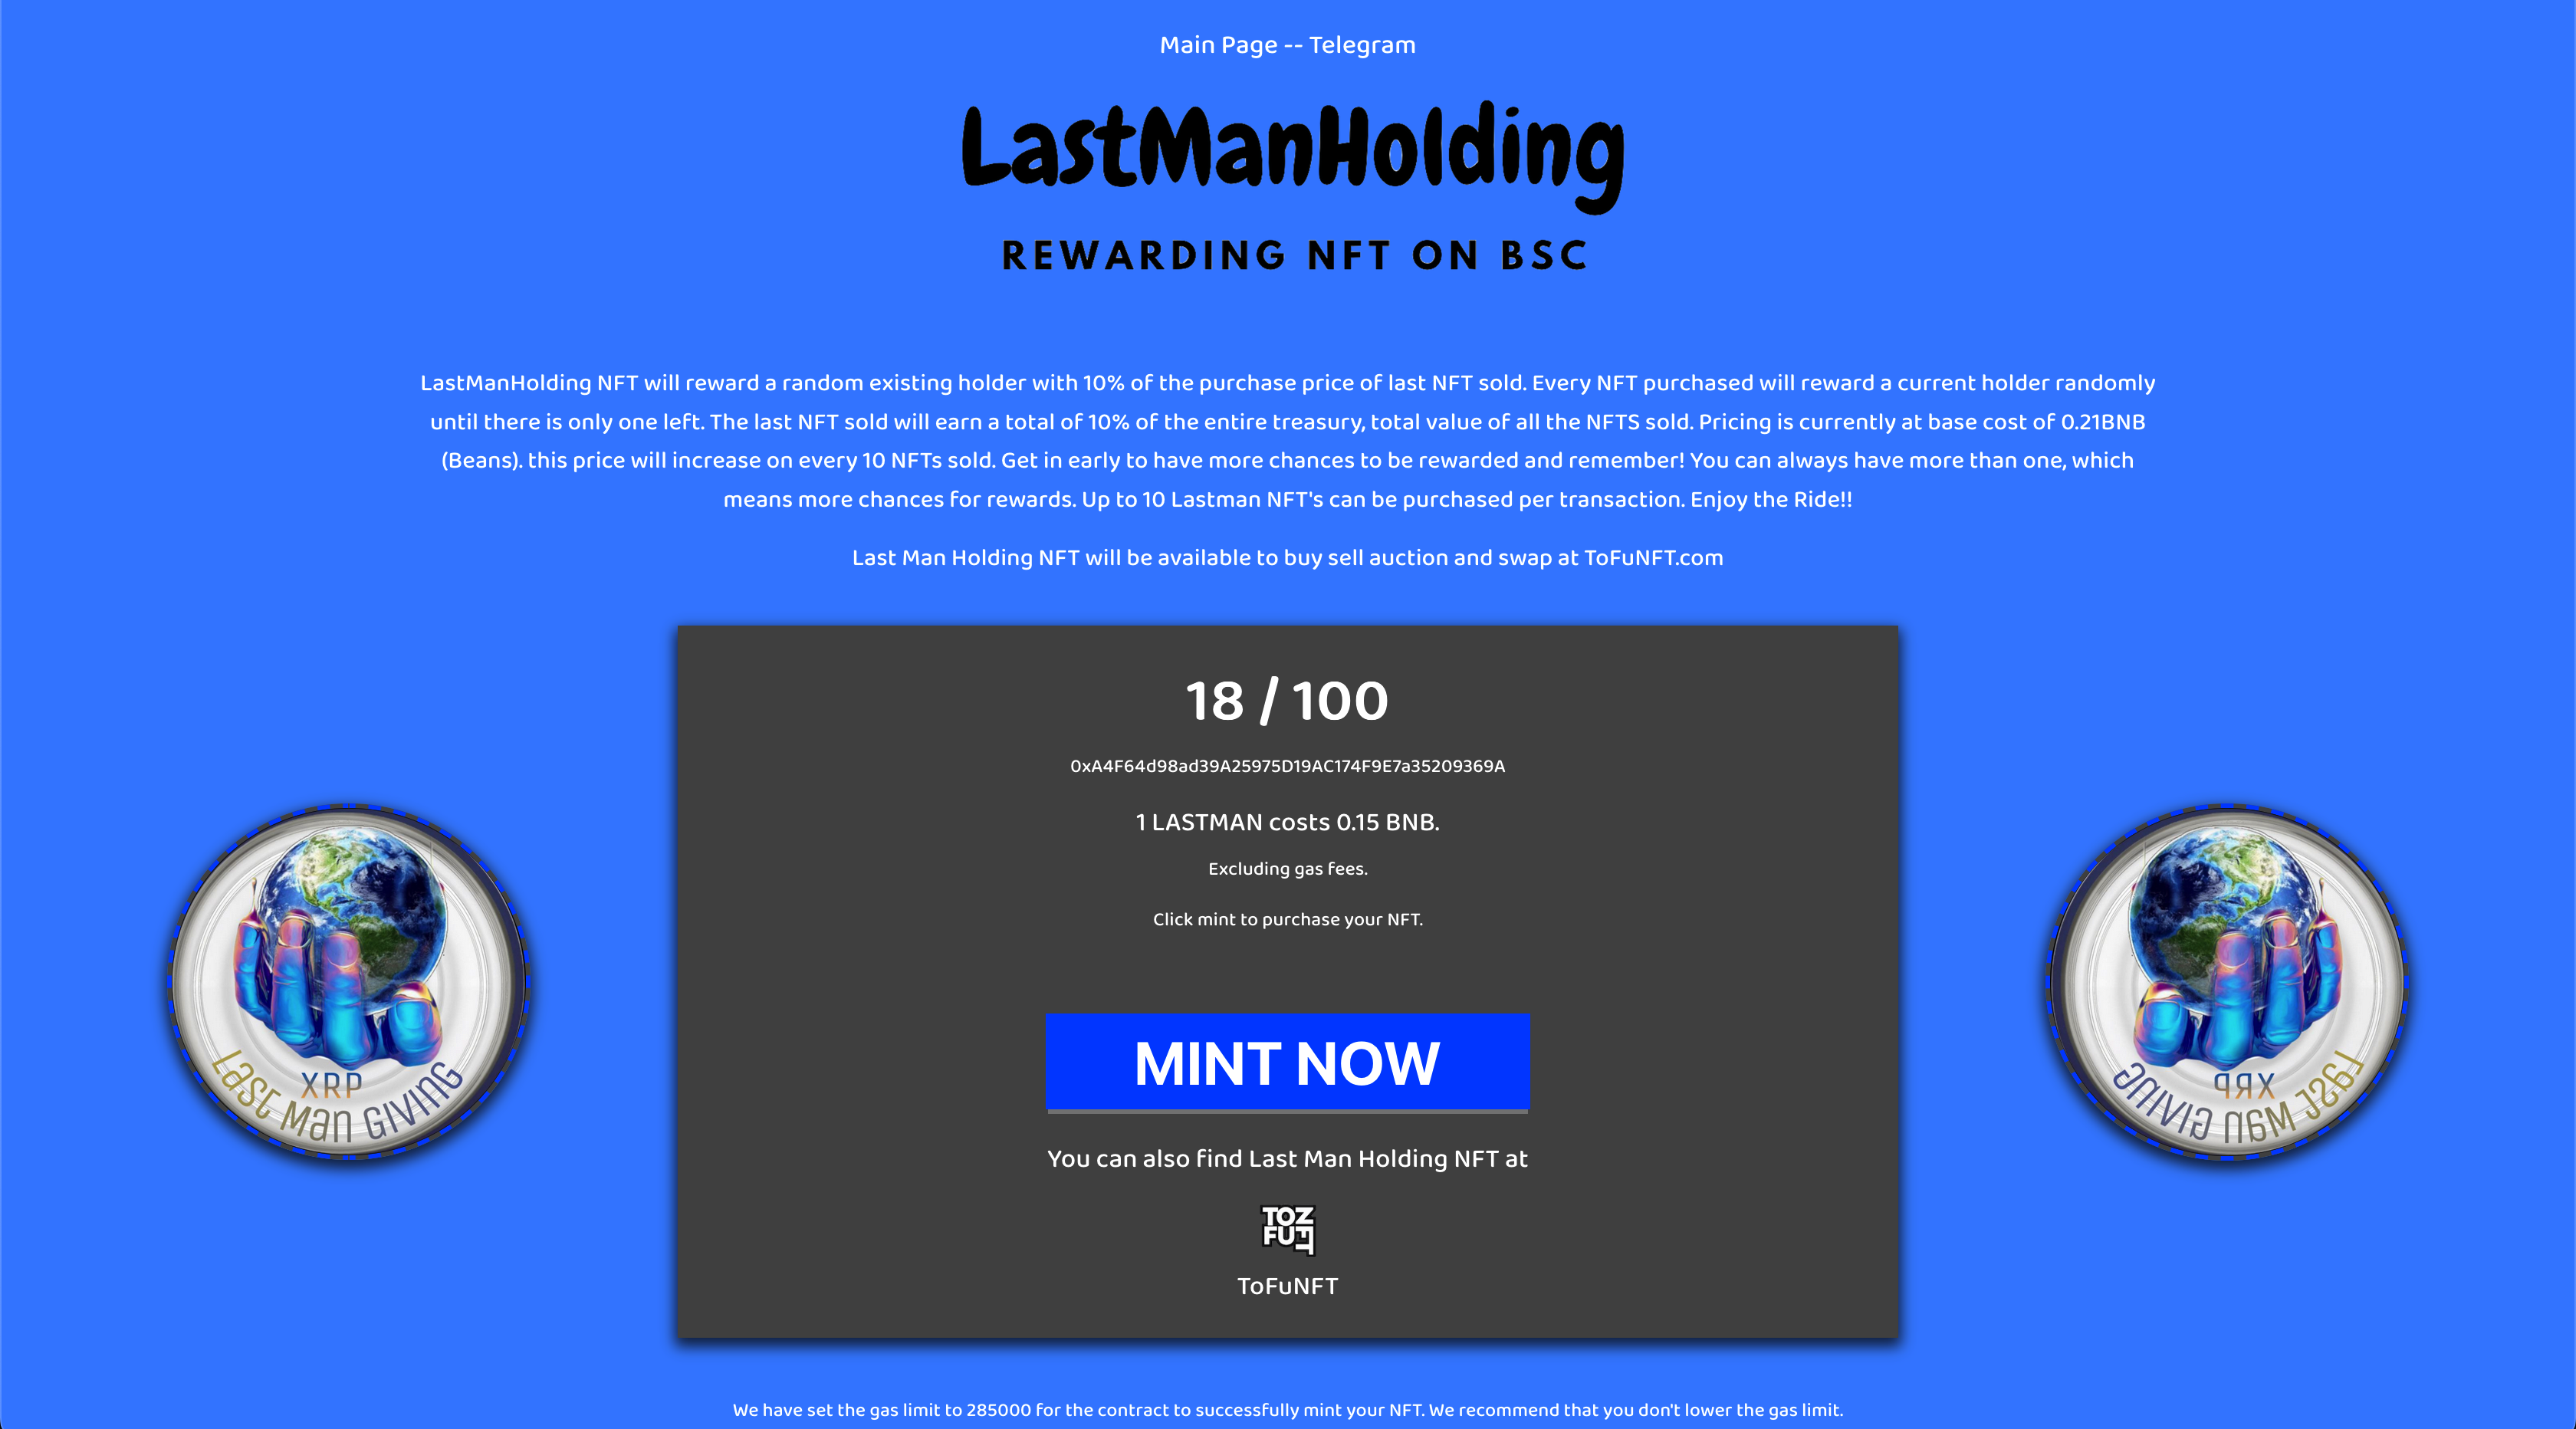 Main Page -- Telegram
LastManHolding
REWARDING NFT ON BSC
LastManHolding NFT will reward a random existing holder with 10% of the purchase price of last NFT sold. Every NFT purchased will reward a current holder randomly
until there is only one left. The last NFT sold will earn a total of 10% of the entire treasury, total value of all the NFTS sold. Pricing is currently at base cost of 0.21BNB
(Beans). this price will increase on every 10 NFTs sold. Get in early to have more chances to be rewarded and remember! You can always have more than one, which
means more chances for rewards. Up to 10 Lastman NFT's can be purchased per transaction. Enjoy the Ride!!
Last Man Holding NFT will be available to buy sell auction and swap at ToFuNFT.com
18 / 100
0xA4F64d98ad39A25975D19AC174F9E7a35209369A
1 LASTMAN costs 0.15 BNB.
Excluding gas fees.
Click mint to purchase your NFT.
MINT NOW
XRP
Last Man GIVING
XRP
Last Man GIVING
You can also find Last Man Holding NFT at
TOZ
FUFT
ToFuNFT
We have set the gas limit to 285000 for the contract to successfully mint your NFT. We recommend that you don't lower the gas limit.